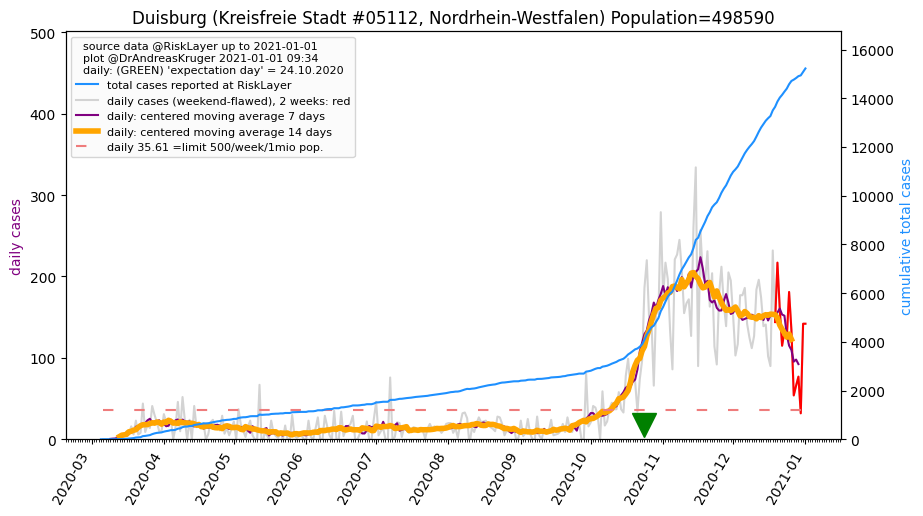 Duisburg (Kreisfreie Stadt #05112, Nordrhein-Westfalen) Population=498590
source data @RiskLayer up to 2021-01-01
plot @DrAndreasKruger 2021-01-01 09:34
daily: (GREEN) 'expectation day' = 24.10.2020
total cases reported at RiskLayer
daily cases (weekend-flawed), 2 weeks: red
daily: centered moving average 7 days
daily: centered moving average 14 days
daily 35.61 =limit 500/week/1mio pop.
daily cases
500
400
300
200
100
0
cumulative total cases
16000
14000
12000
10000
8000
6000
4000
2000
0
2020-03
2020-04
2020-05
2020-06
2020-07
2020-08
2020-09
2020-10
2020-11
2020-12
2021-01